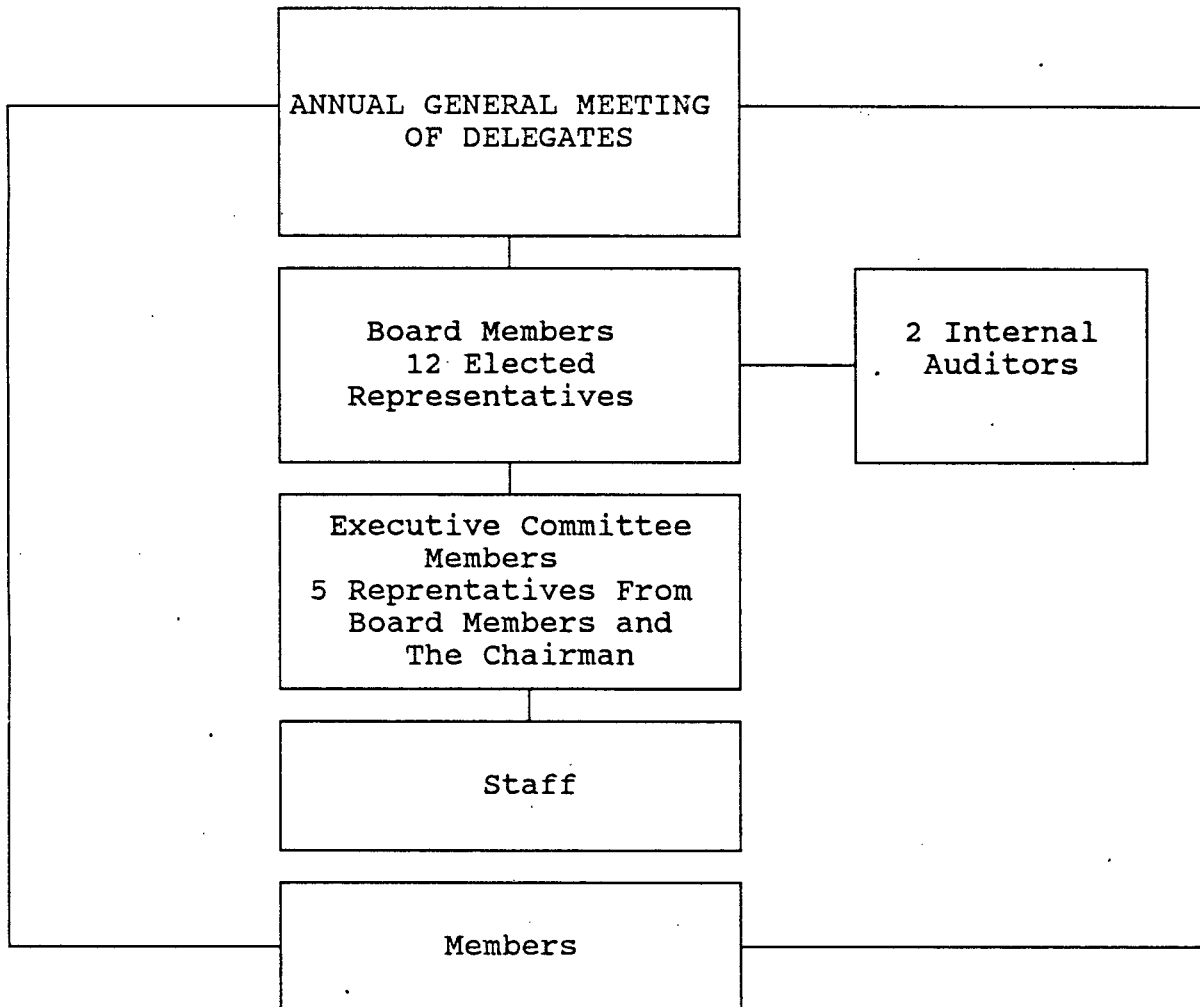 ANNUAL GENERAL MEETING
OF DELEGATES
Board Members
12 Elected
Representatives
2 Internal
Auditors
Executive Committee
Members
5 Reprentatives From
Board Members and
The Chairman
Staff
Members